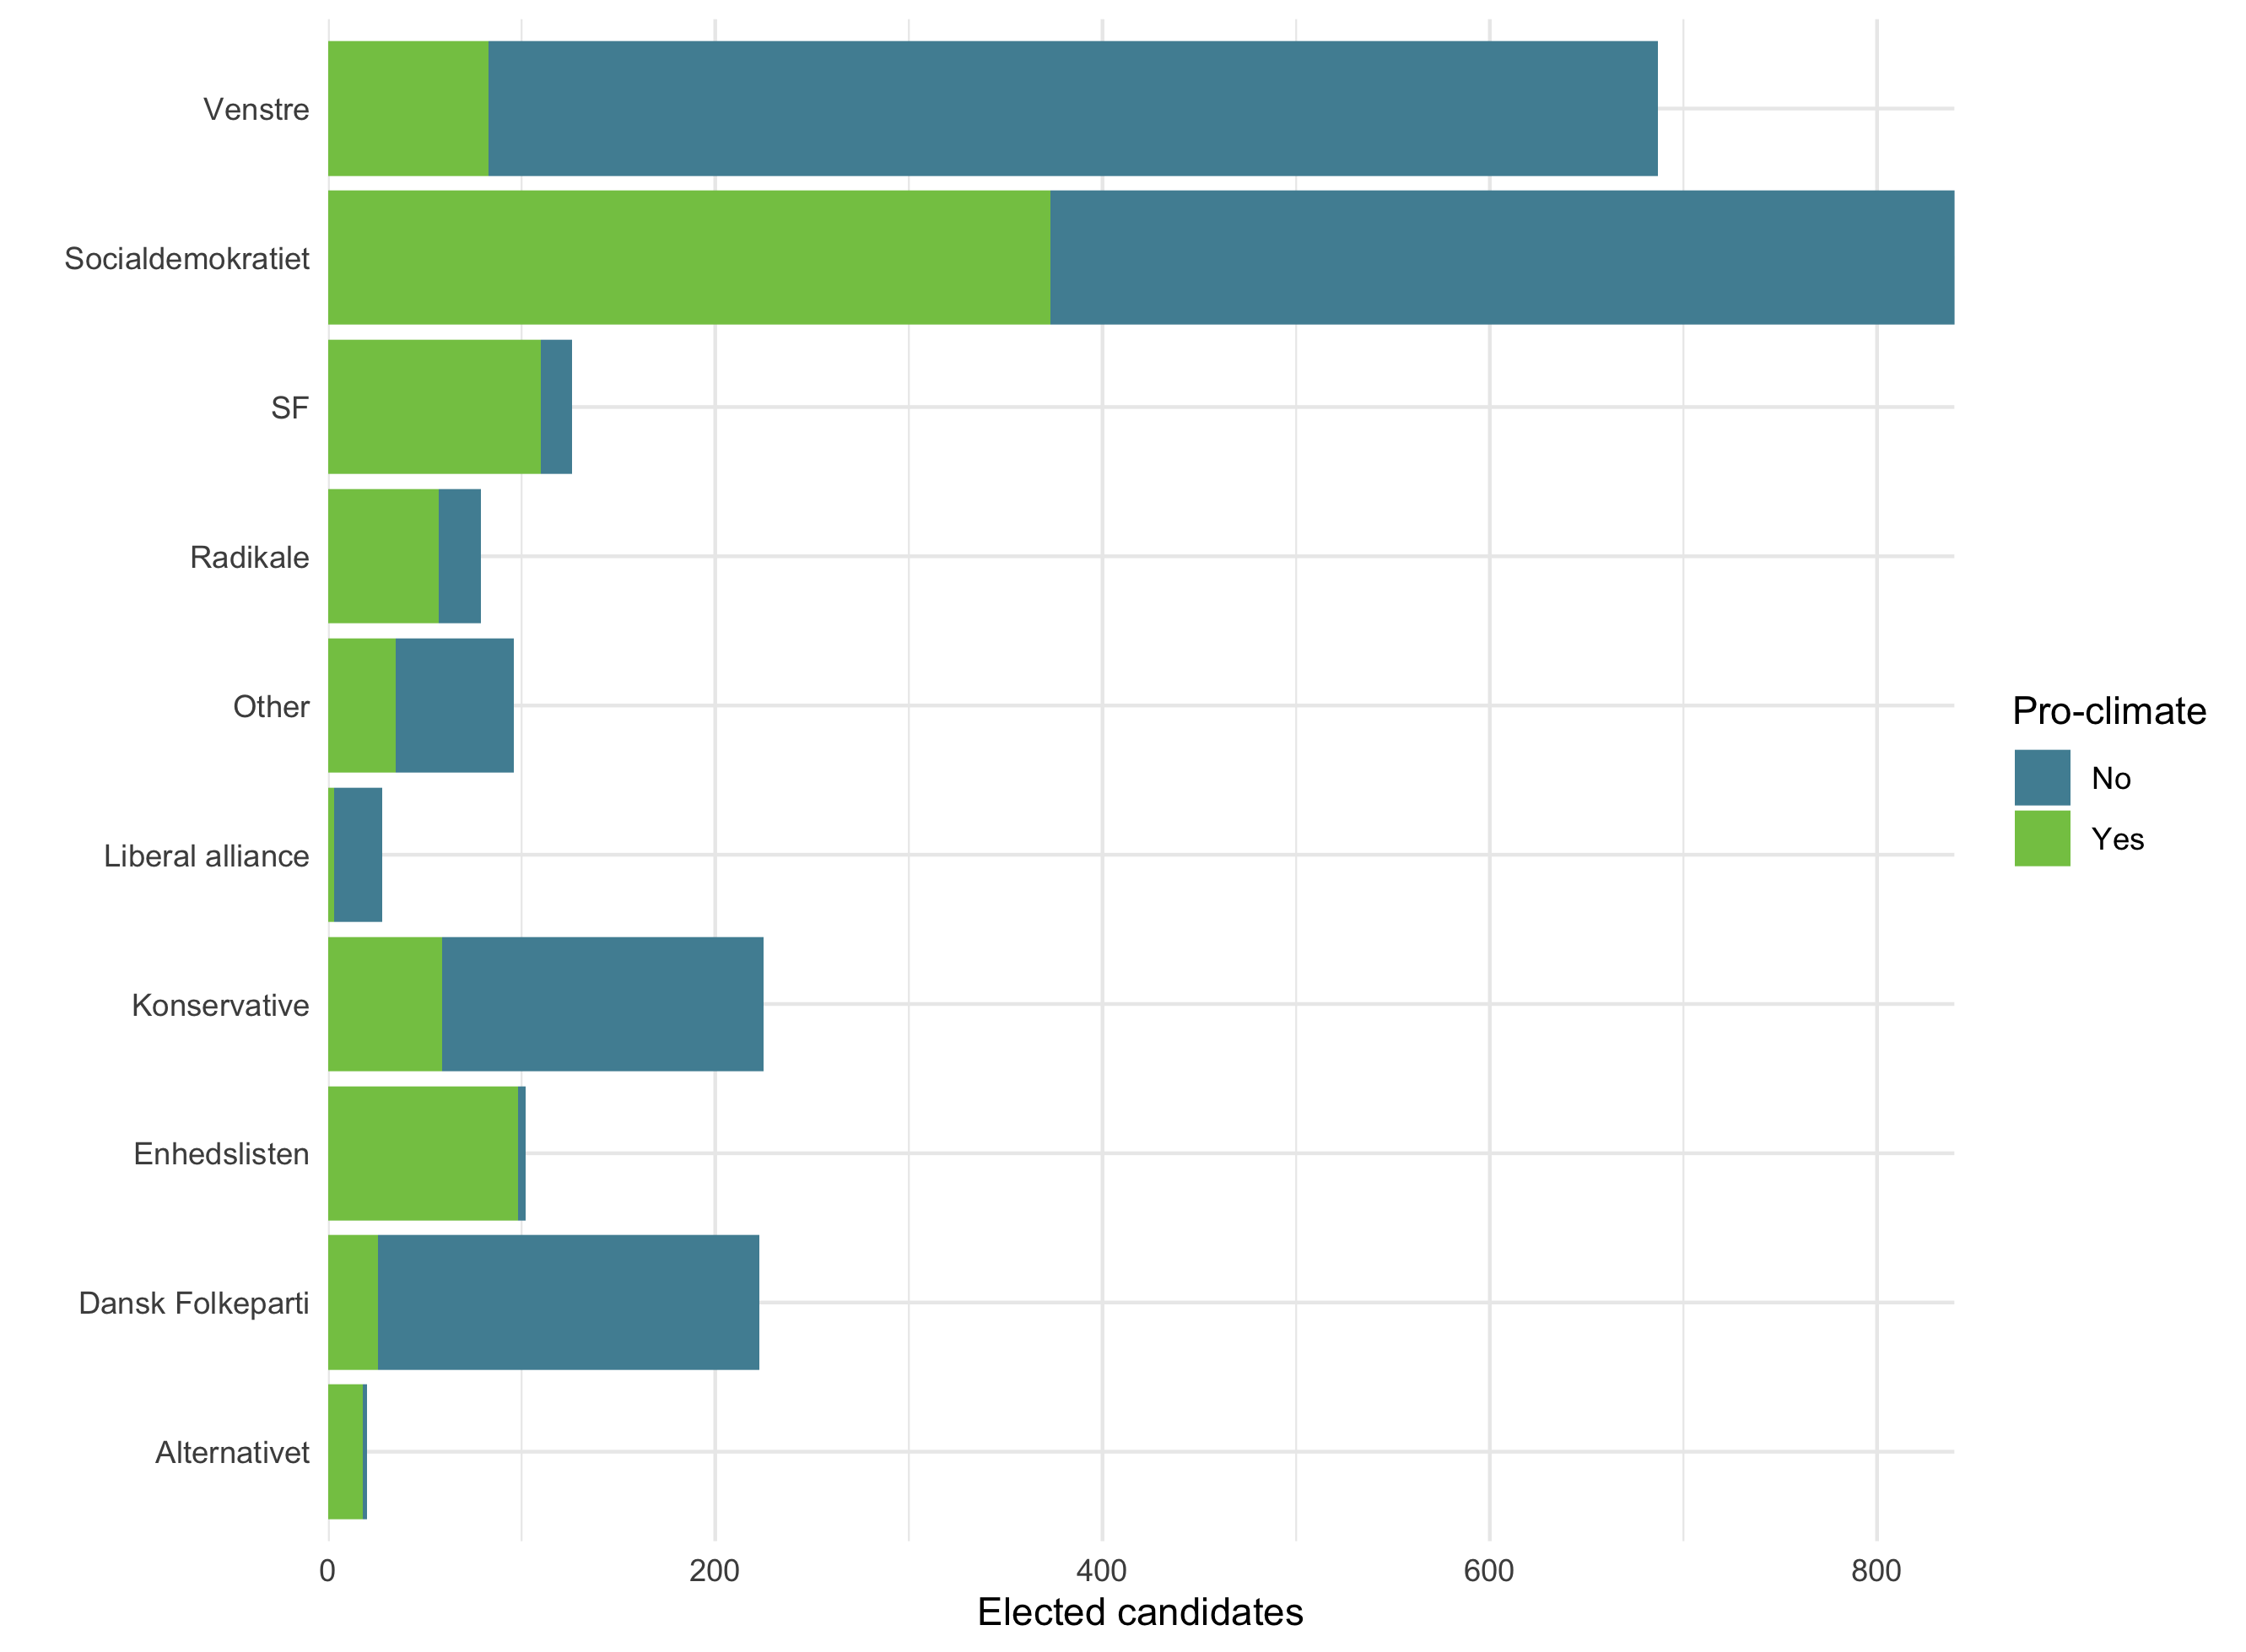 Venstre
Socialdemokratiet
SF
Radikale
Other
Liberal alliance
Konservative
Enhedslisten
Dansk Folkeparti
Alternativet
0 200 400 600 800
Elected candidates
Pro-climate
No
Yes